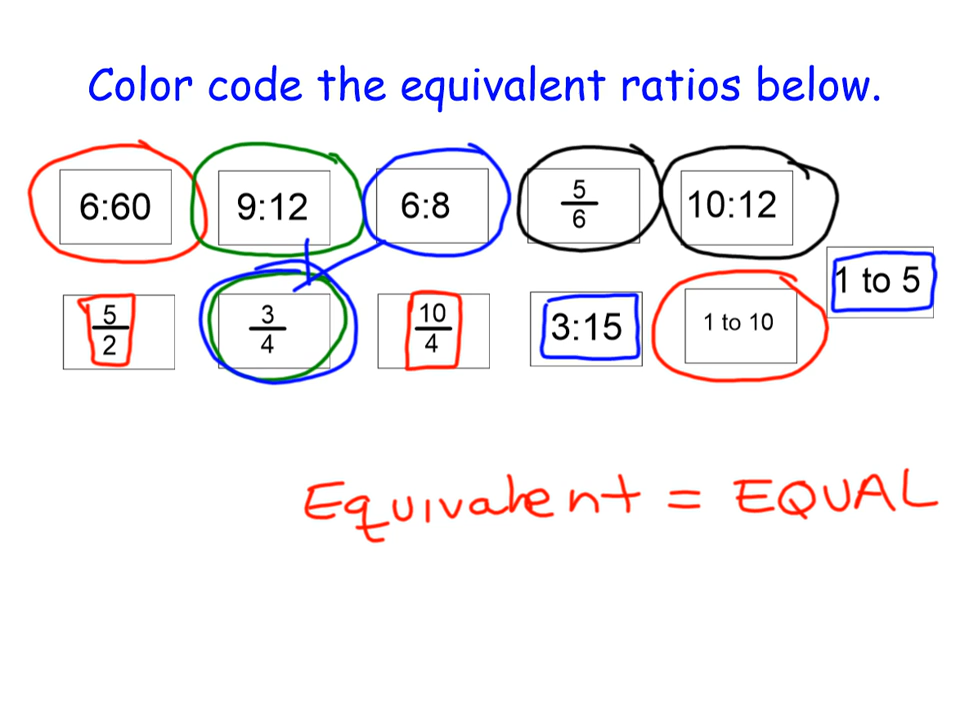 Color code the equivalent ratios below.
6:60 9:12 6:8 5/6 10:12
1 to 5
5/2 3/4 10/4 3:15 1 to 10
Equivalent = EQUAL